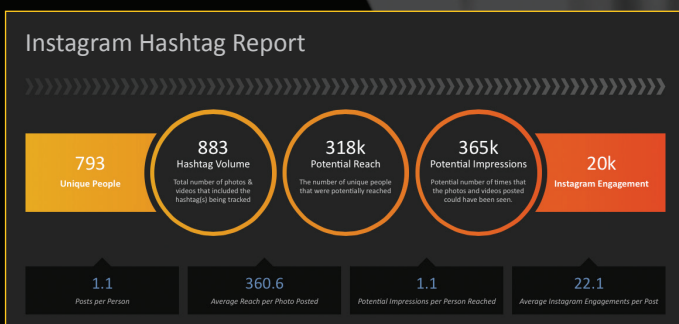 Instagram Hashtag Report
793
Unique People
883
Hashtag Volume
Total number of photos &
videos that included the
hashtag(s) being tracked
318k
Potential Reach
The number of unique people
that were potentially reached
365k
Potential Impressions
Potential number of times that
the photos and videos posted
could have been seen.
20k
Instagram Engagement
1.1
Posts per Person
360.6
Average Reach per Photo Posted
1.1
Potential Impressions per Person Reached
22.1
Average Instagram Engagements per Post